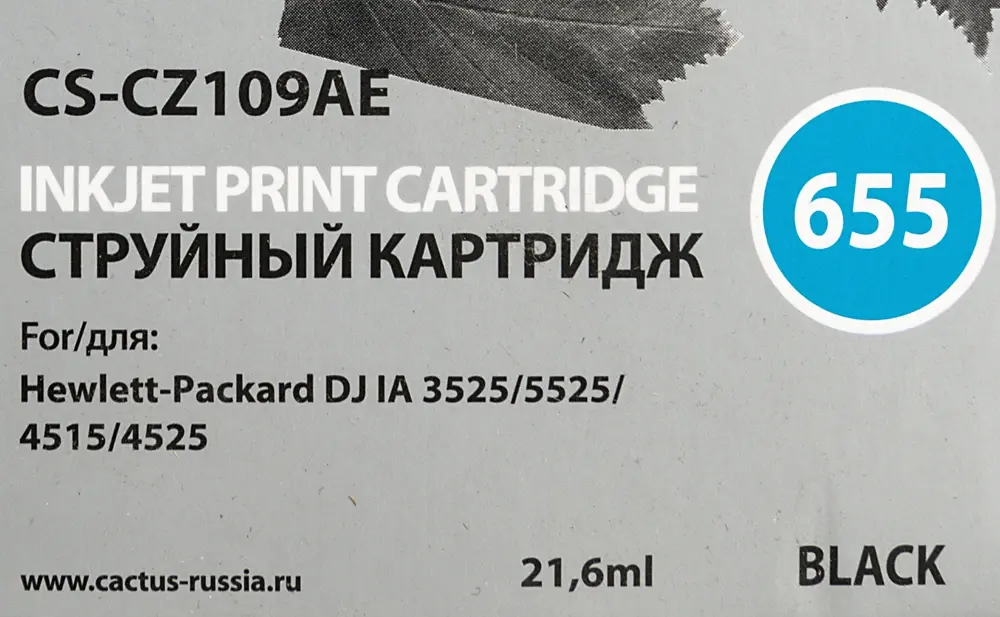 CS-CZ109AE
INKJET PRINT CARTRIDGE
СТРУЙНЫЙ КАРТРИДЖ
655
For/для:
Hewlett-Packard DJ IA 3525/5525/
4515/4525
www.cactus-russia.ru
21,6ml
BLACK